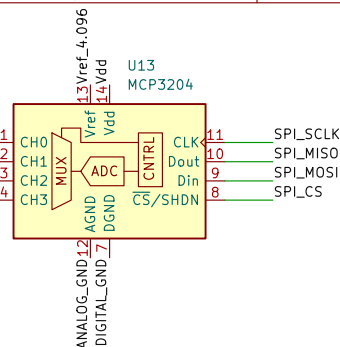 Vref_4.096
Vdd
13
14
U13
MCP3204
Vref
Vdd
1 CH0
2 CH1
3 CH2
4 CH3
MUX
ADC
CNTRL
CLK 11 SPI_SCLK
Dout 10 SPI_MISO
Din 9 SPI_MOSI
CS/SHDN 8 SPI_CS
AGND
DGND
12
7
ANALOG_GND
DIGITAL_GND